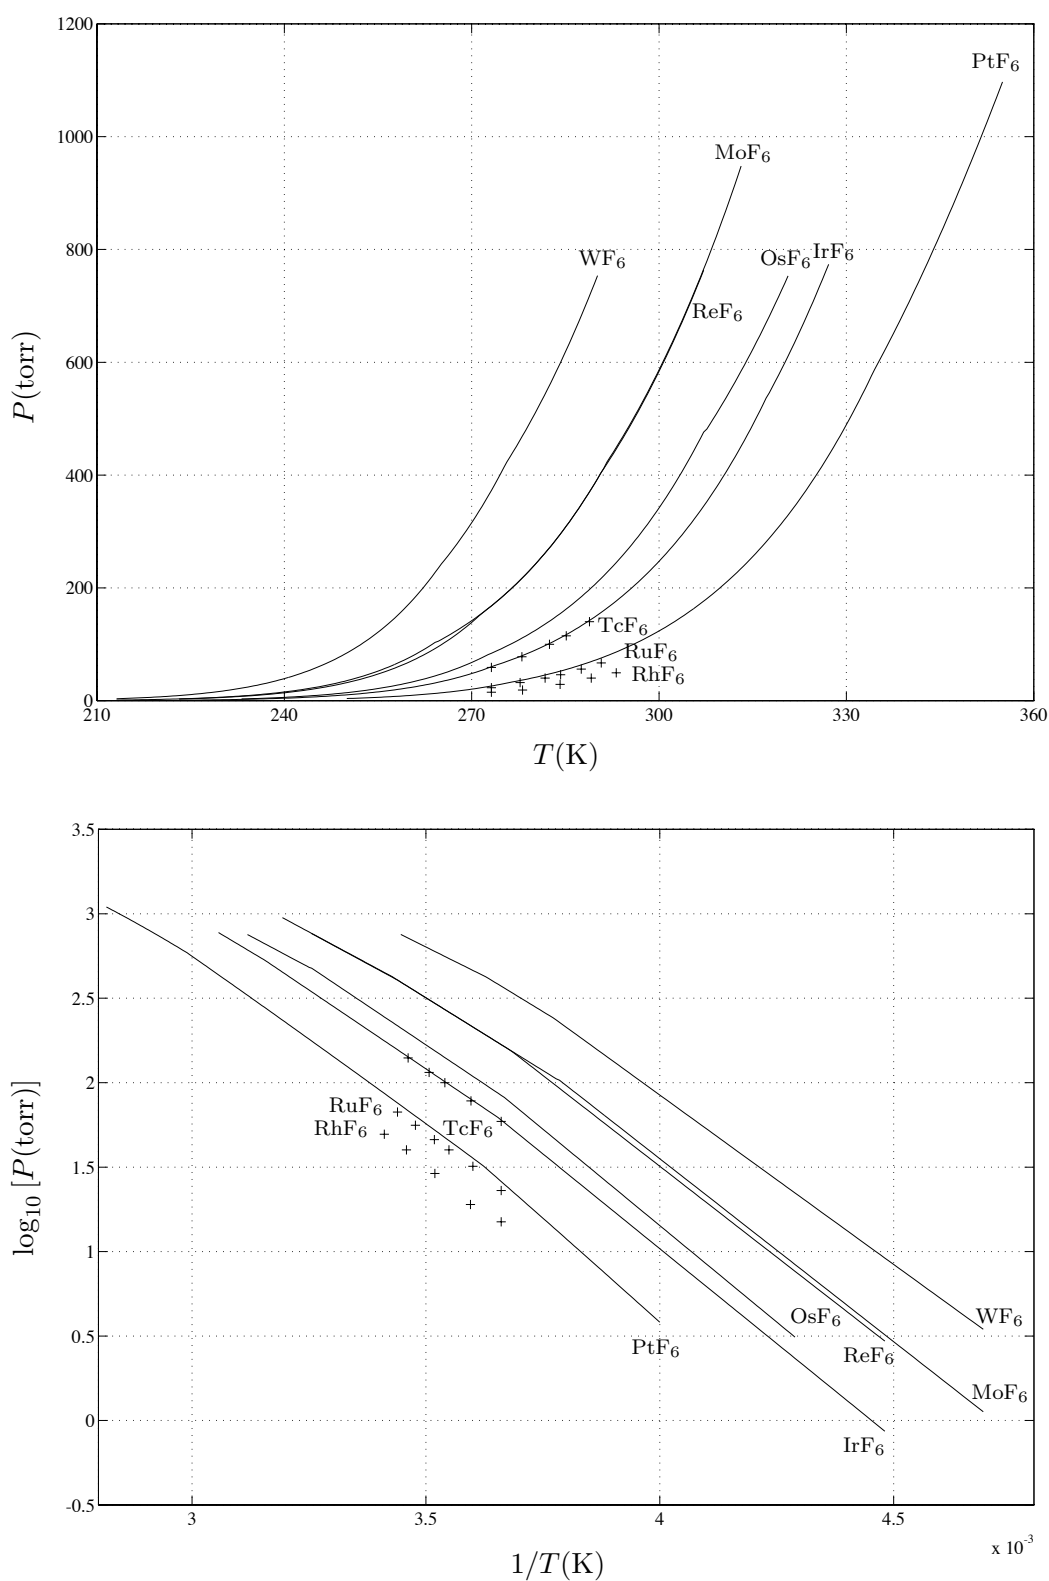 1200
PtF6
1000
MoF6
800
WF6
OsF6
IrF6
ReF6
P(torr)
600
400
200
TcF6
RuF6
RhF6
0
210 240 270 300 330 360
T(K)
3.5
3
2.5
2
RuF6
RhF6
TcF6
1.5
log10 [P(torr)]
1
OsF6
WF6
0.5
PtF6
ReF6
MoF6
0
IrF6
-0.5
3 3.5 4 4.5
x 10-3
1/T(K)